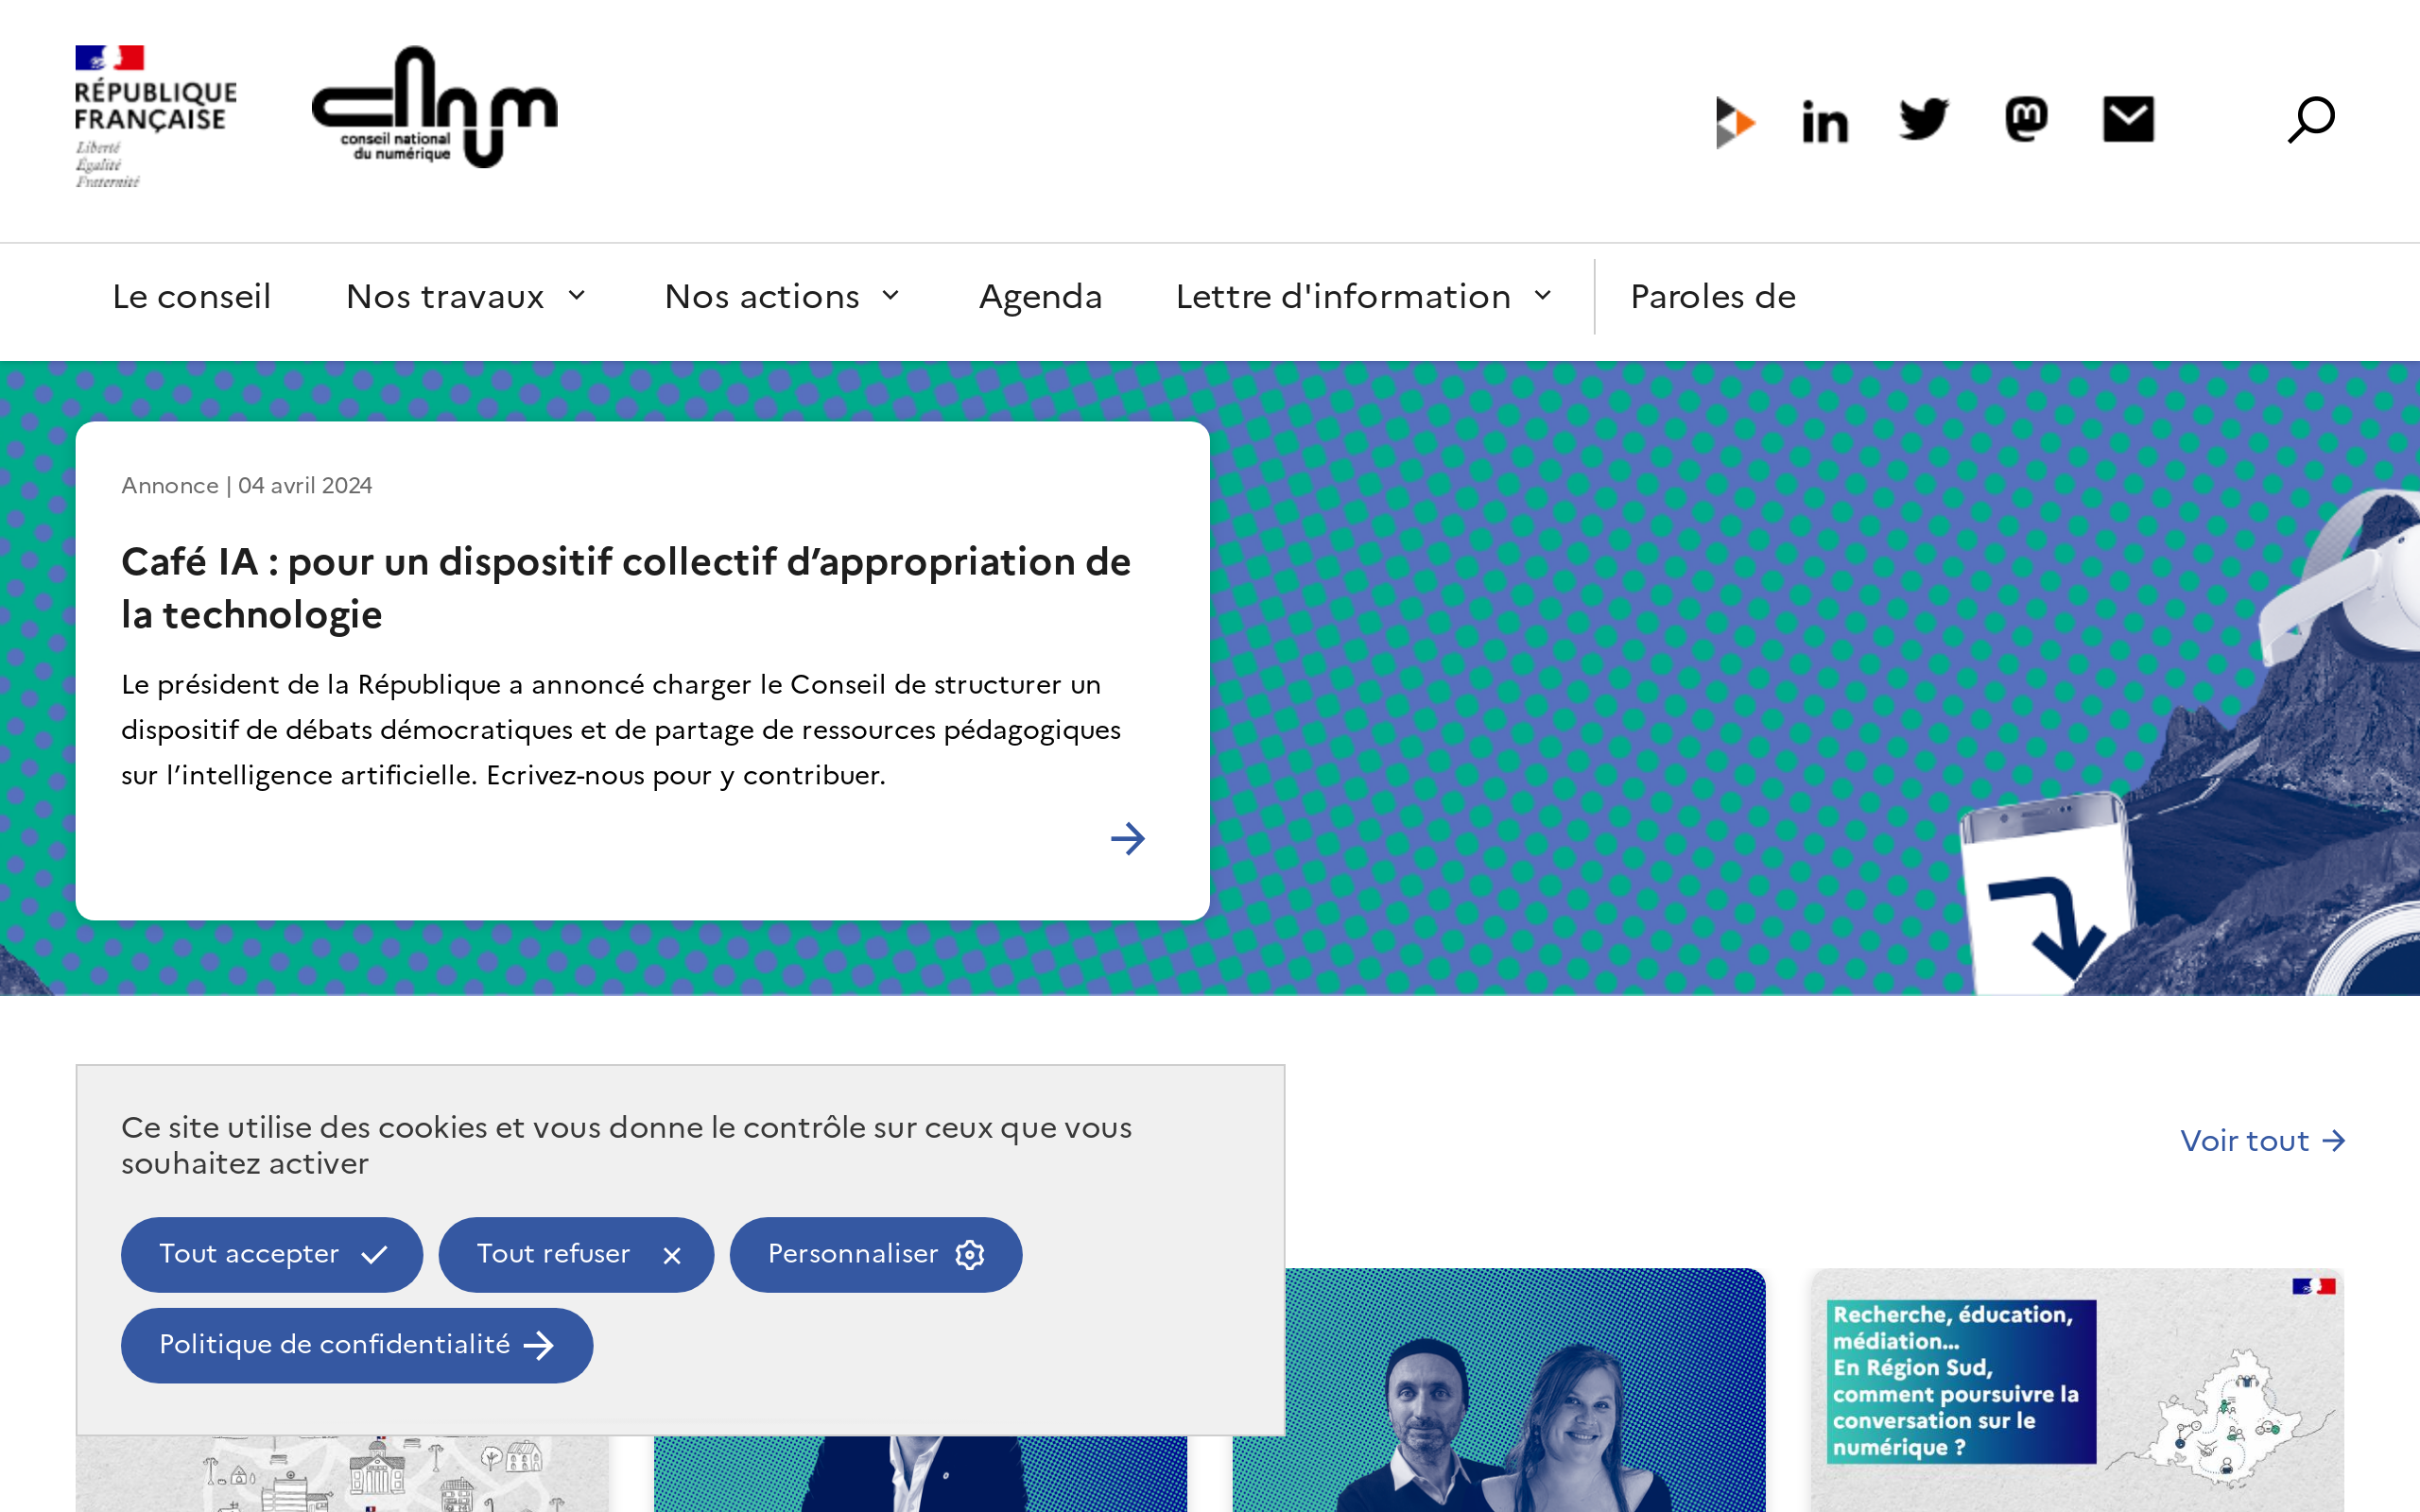 RÉPUBLIQUE
FRANÇAISE
Liberté
Égalité
Fraternité
cnnum
conseil national
du numérique
Le conseil
Nos travaux
Nos actions
Agenda
Lettre d'information
Paroles de
Annonce | 04 avril 2024
Café IA : pour un dispositif collectif d’appropriation de
la technologie
Le président de la République a annoncé charger le Conseil de structurer un
dispositif de débats démocratiques et de partage de ressources pédagogiques
sur l’intelligence artificielle. Ecrivez-nous pour y contribuer.
Voir tout
Ce site utilise des cookies et vous donne le contrôle sur ceux que vous
souhaitez activer
Tout accepter
Tout refuser
Personnaliser
Politique de confidentialité
Recherche, éducation,
médiation...
En Région Sud,
comment poursuivre la
conversation sur le
numérique ?